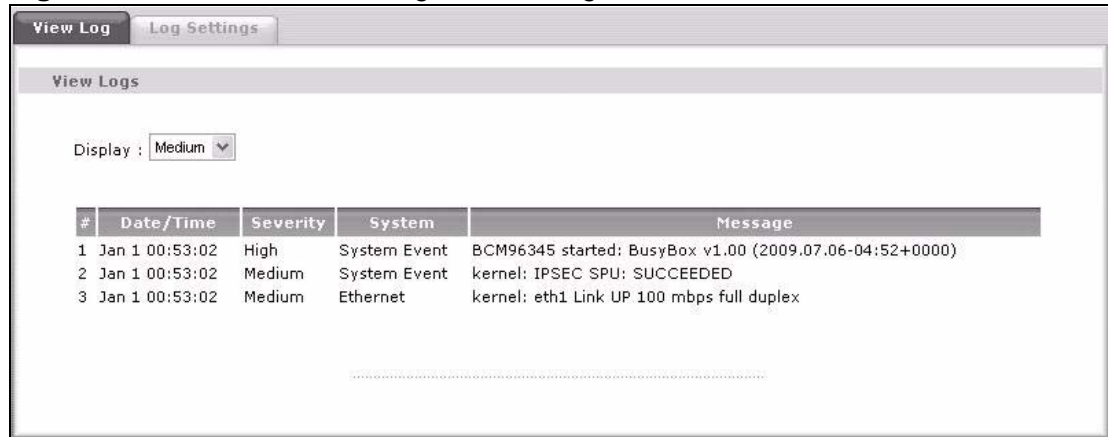 View Log Log Settings
View Logs
Display : Medium
# Date/Time Severity System Message
1 Jan 1 00:53:02 High System Event BCM96345 started: BusyBox v1.00 (2009.07.06-04:52+0000)
2 Jan 1 00:53:02 Medium System Event kernel: IPSEC SPU: SUCCEEDED
3 Jan 1 00:53:02 Medium Ethernet kernel: eth1 Link UP 100 mbps full duplex